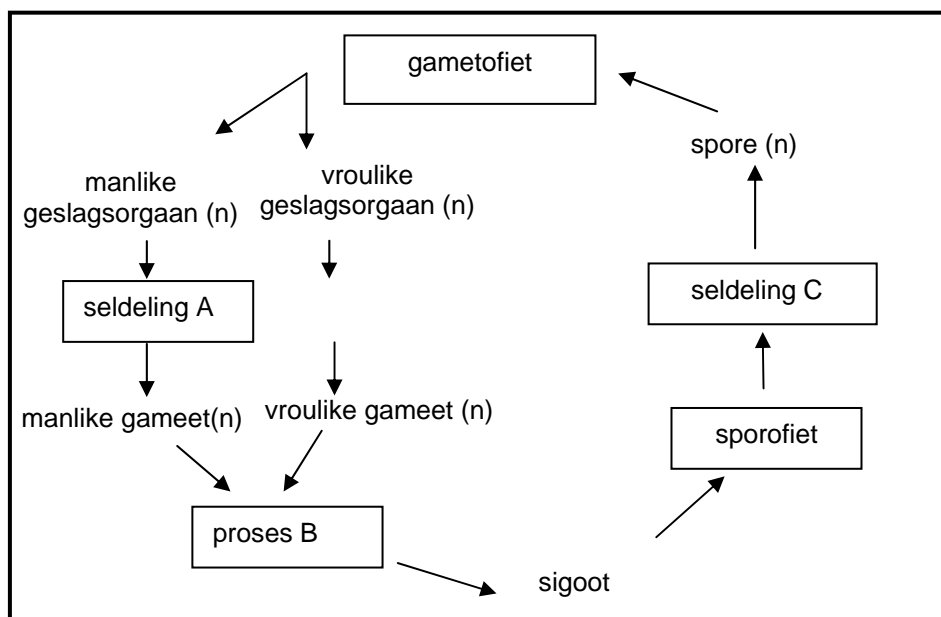 gametofiet
manlike
geslagsorgaan (n)
vroulike
geslagsorgaan (n)
spore (n)
seldeling A
seldeling C
manlike gameet(n)
vroulike gameet (n)
sporofiet
proses B
sigoot